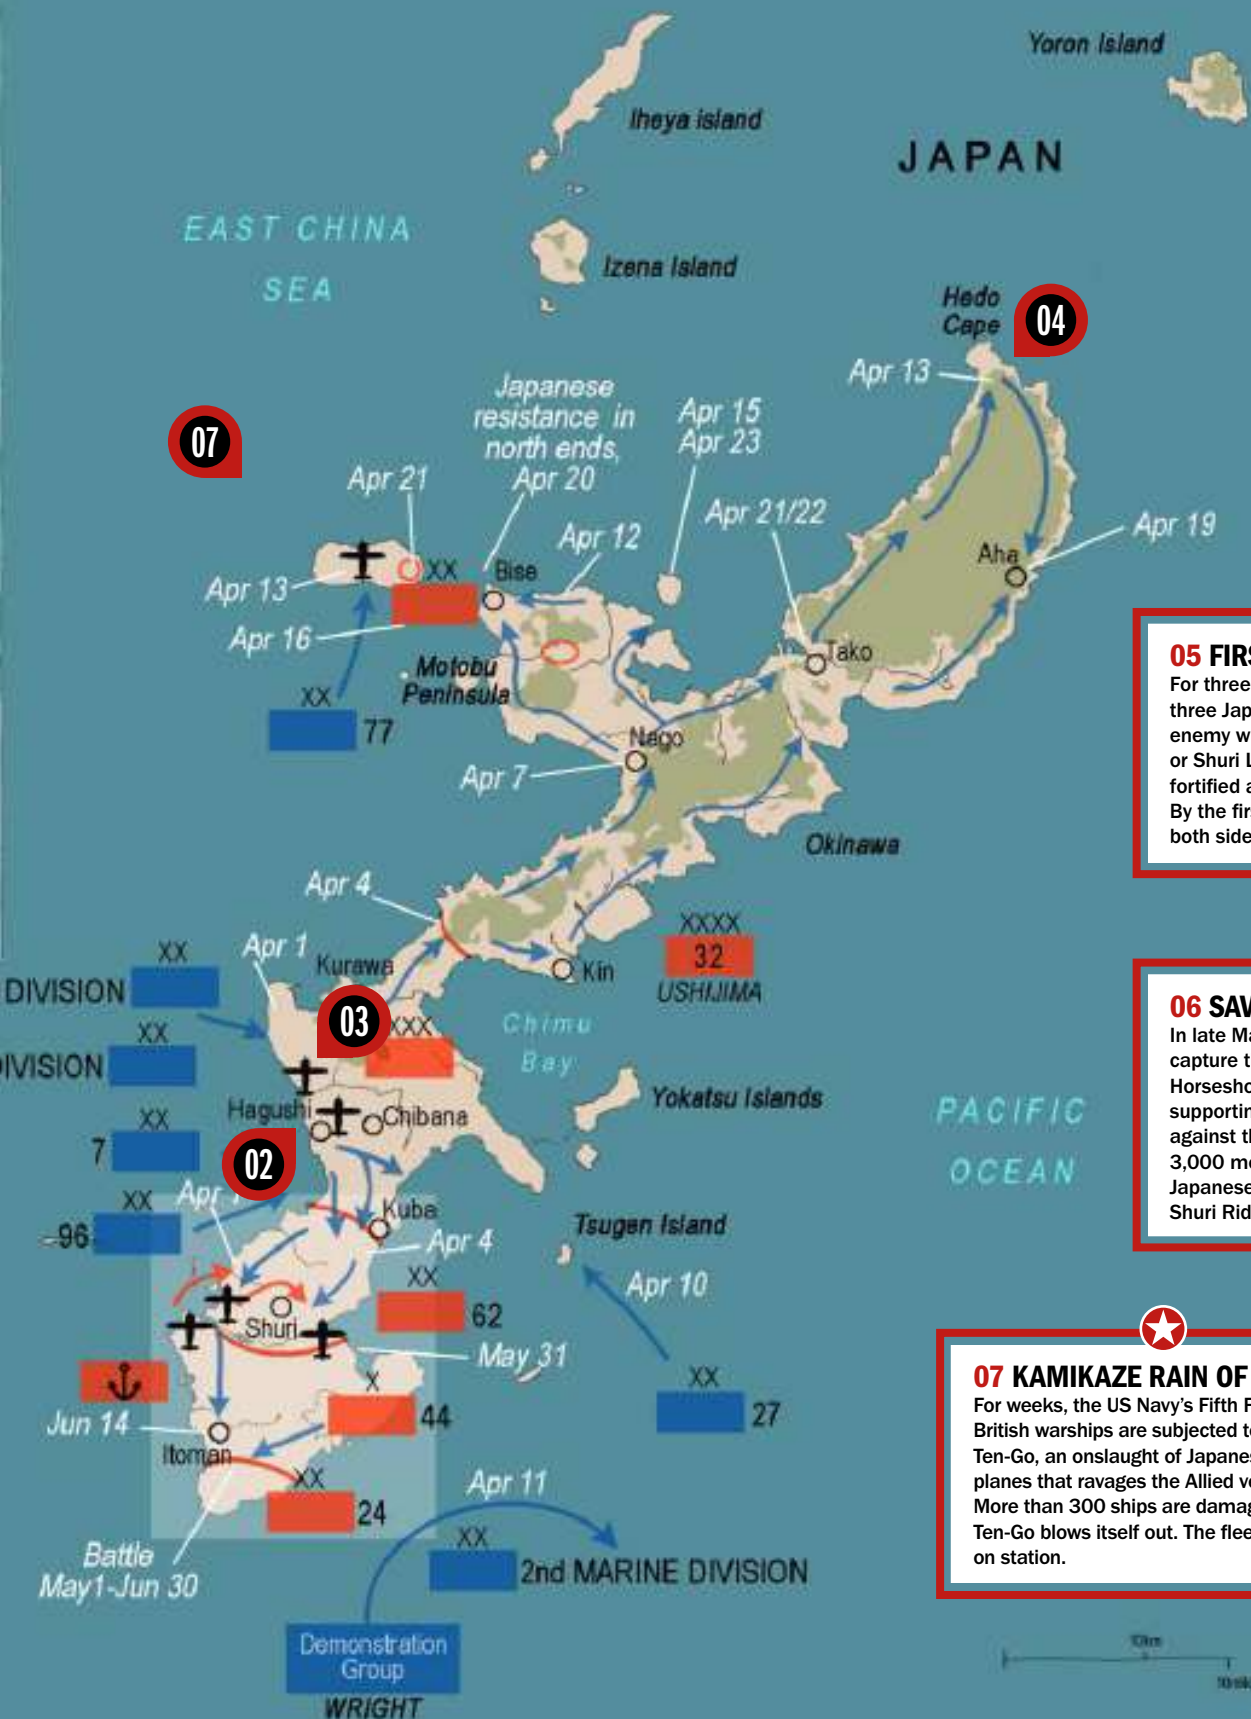 Yoron Island
Iheya island
JAPAN
EAST CHINA
SEA
Izena Island
Hedo
Cape
04
Apr 13
Japanese
resistance in
north ends,
Apr 20
Apr 15
Apr 23
07
Apr 21
Apr 21/22
Apr 12
Apr 19
Aha
XX
Bise
Apr 13
Apr 16
Tako
Motobu
Peninsula
XX
77
Nago
Apr 7
Okinawa
05
For three
three Jap
enemy w
or Shuri L
fortified a
By the fir
both side
Apr 4
XXXX
32
USHIJIMA
XX
DIVISION
Apr 1
Kurawa
Kin
03
XXX
Chimu
Bay
XX
DIVISION
Yokatsu Islands
Hagushi
Chibana
XX
7
02
PACIFIC
OCEAN
06 SAV
In late Ma
capture t
Horsesho
supportin
against th
3,000 me
Japanese
Shuri Rid
XX
96
Apr
Kuba
Apr 4
Tsugen Island
Apr 10
XX
62
Shuri
May 31
XX
27
X
44
Jun 14
Itoman
XX
24
Apr 11
XX
2nd MARINE DIVISION
Battle
May1-Jun 30
Demonstration
Group
WRIGHT
07 KAMIKAZE RAIN OF
For weeks, the US Navy's Fifth F
British warships are subjected to
Ten-Go, an onslaught of Japanes
planes that ravages the Allied ve
More than 300 ships are damag
Ten-Go blows itself out. The flee
on station.
10km